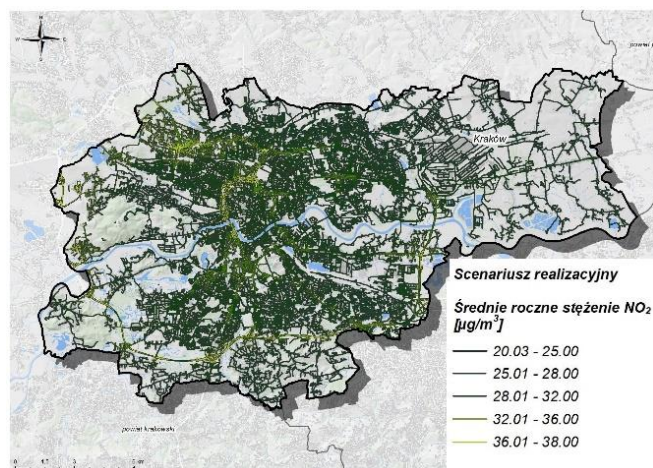 Kraków
Scenariusz realizacyjny
Średnie roczne stężenie NO₂
[µg/m³]
20.03 - 25.00
25.01 - 28.00
28.01 - 32.00
32.01 - 36.00
36.01 - 38.00
powiat krakowski